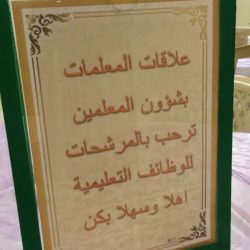 علاقات المعلمات
بشؤون المعلمين
ترحب بالمرشحات
للوظائف التعليمية
اهلا وسهلا بكن